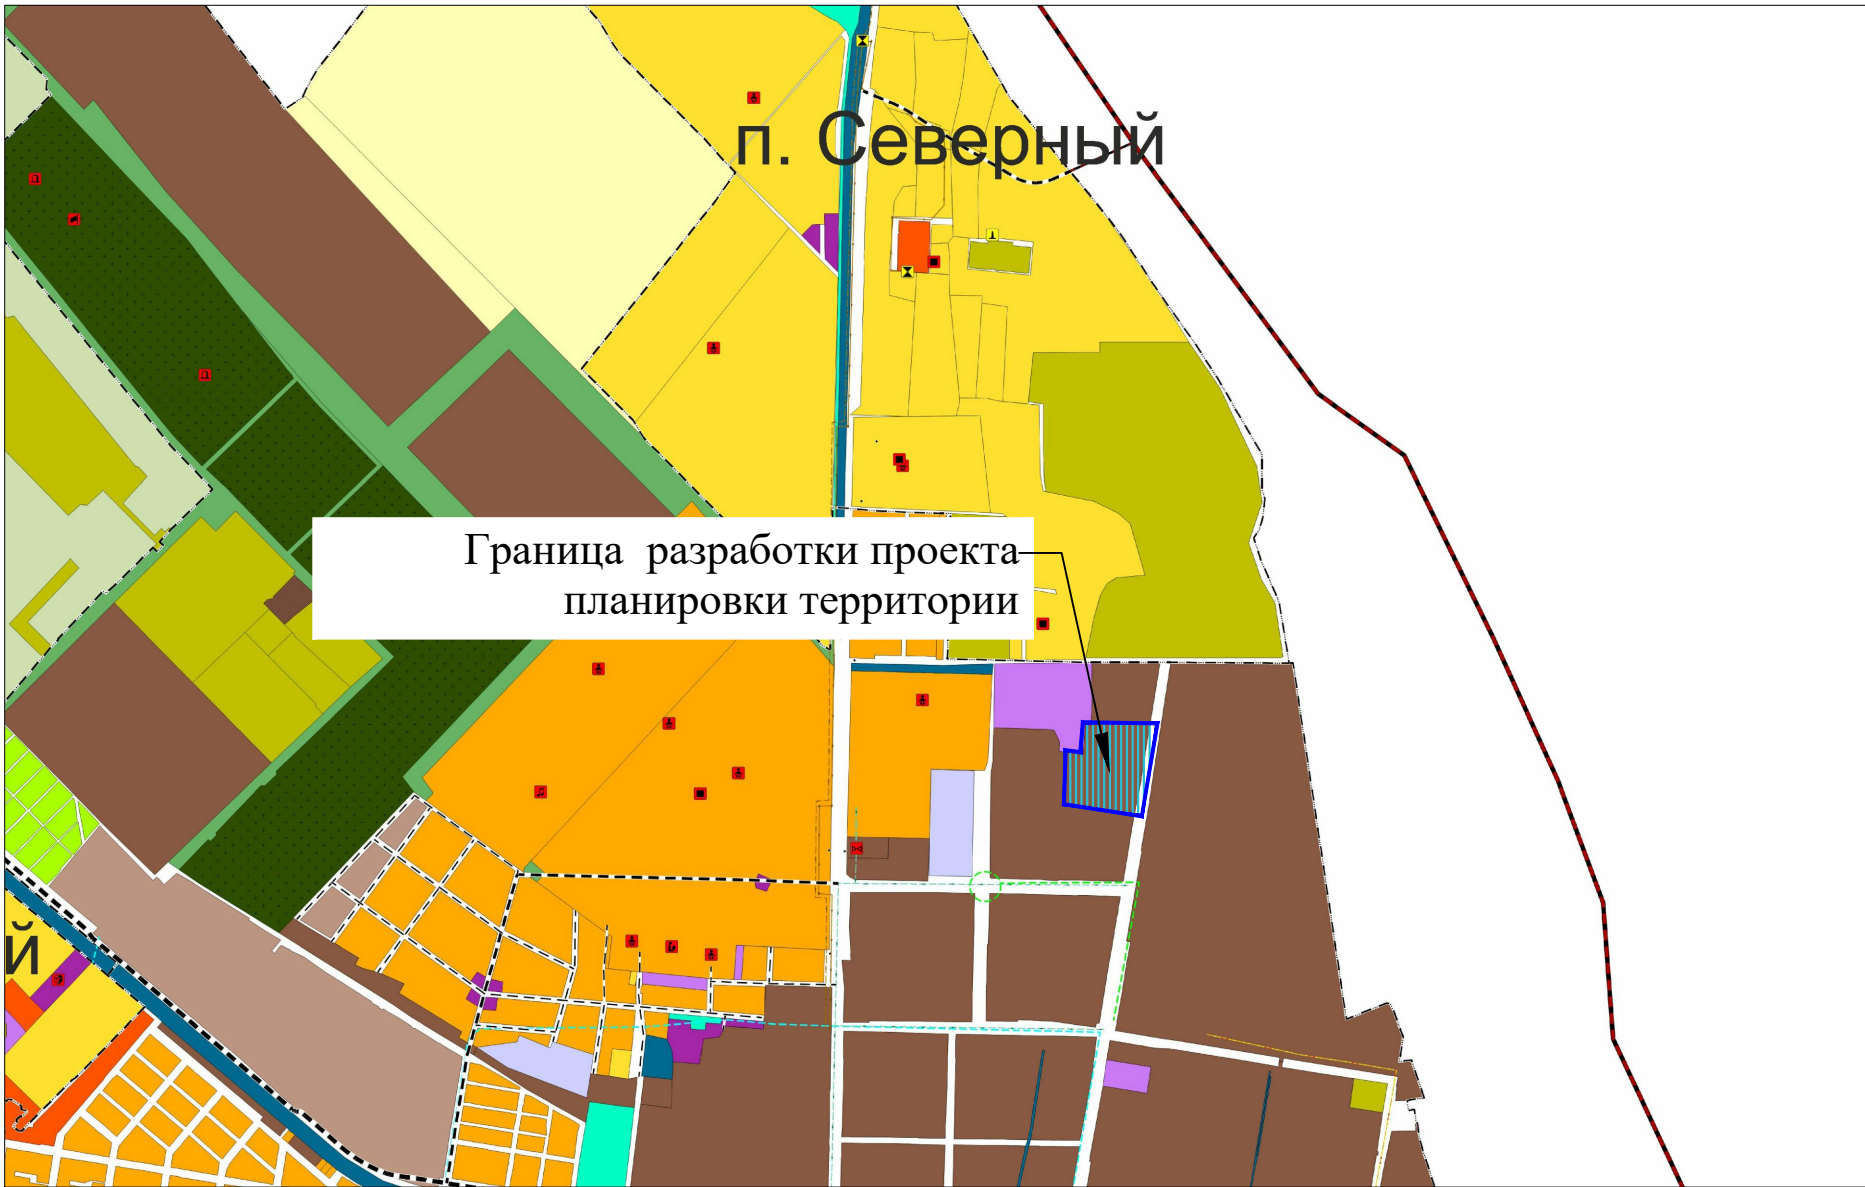 п. Северный
Граница разработки проекта
планировки территории
й